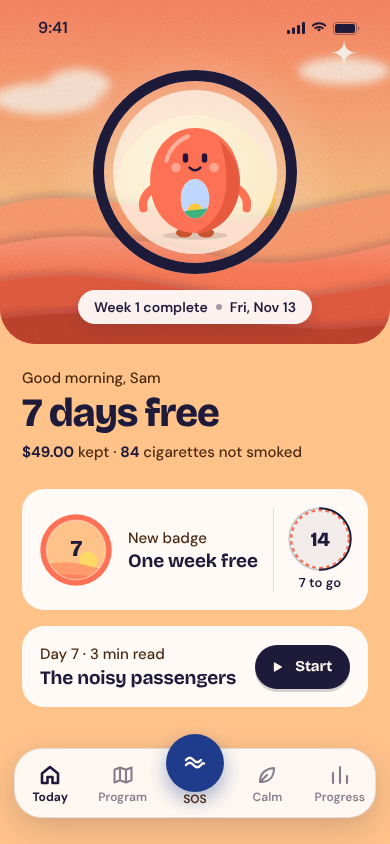 9:41
Week 1 complete • Fri, Nov 13
Good morning, Sam
7 days free
$49.00 kept · 84 cigarettes not smoked
7
New badge
One week free
14
7 to go
Day 7 · 3 min read
The noisy passengers
Start
Today
Program
SOS
Calm
Progress